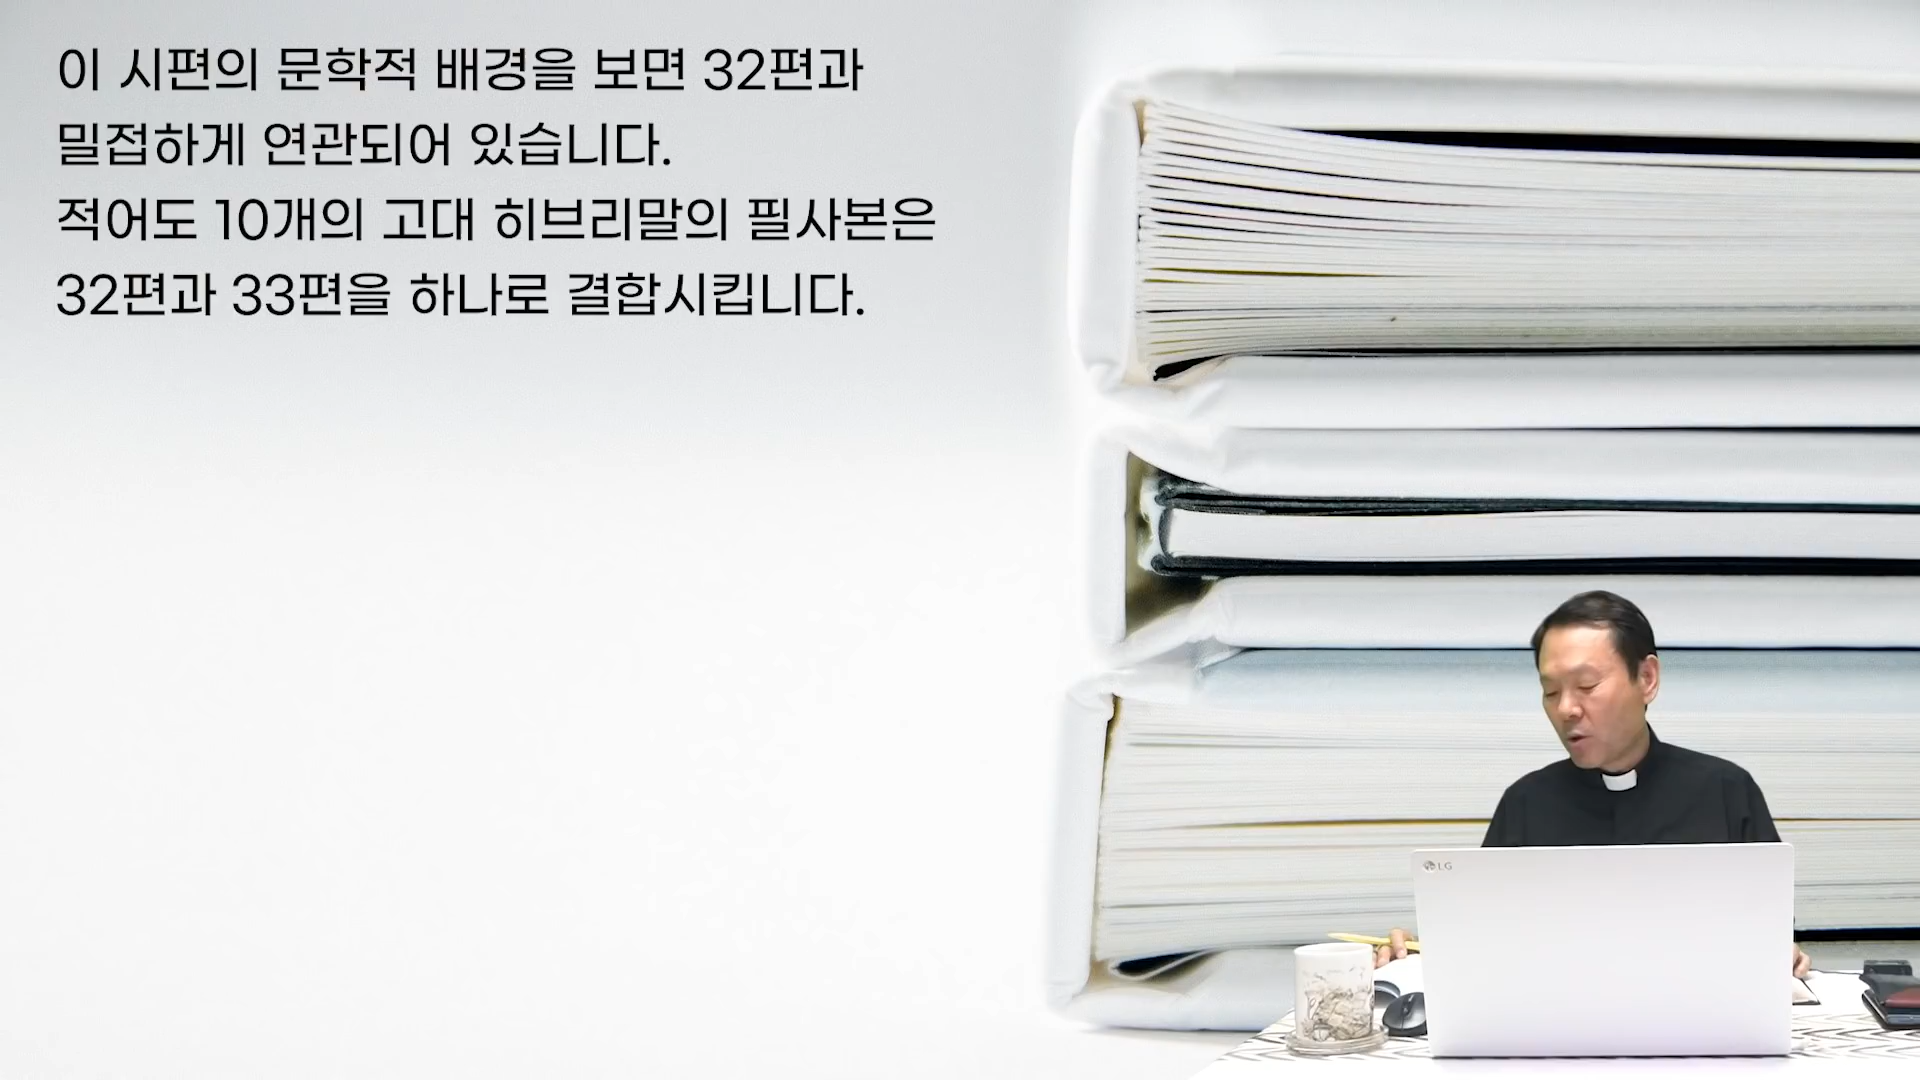 이 시편의 문학적 배경을 보면 32편과
밀접하게 연관되어 있습니다.
적어도 10개의 고대 히브리말의 필사본은
32편과 33편을 하나로 결합시킵니다.
LG